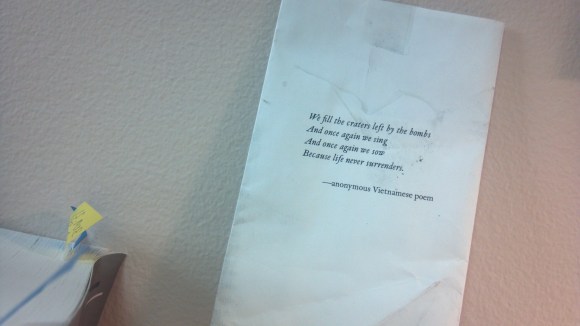 We fill the craters left by the bombs
And once again we sing
And once again we sow
Because life never surrenders.
—anonymous Vietnamese poem